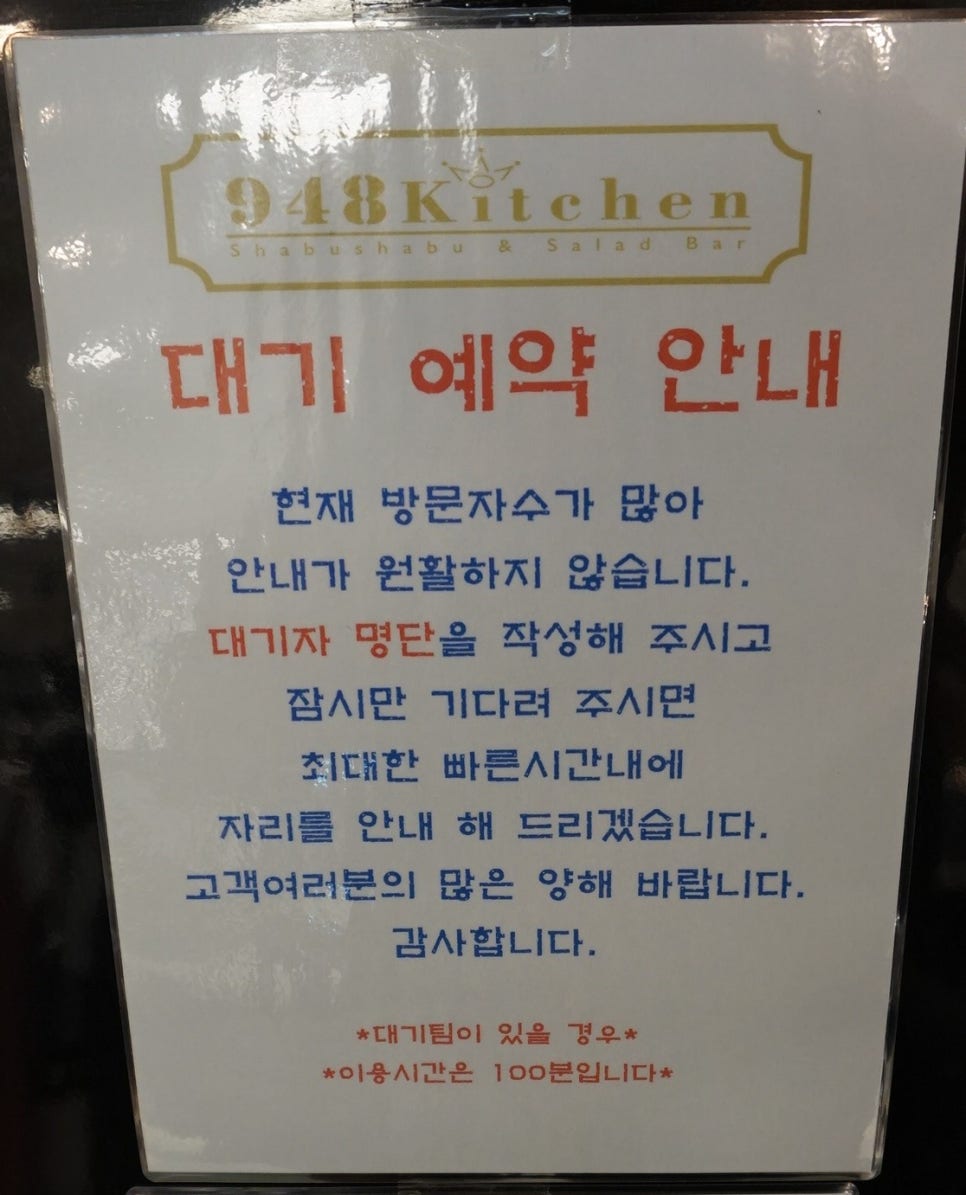 948Kitchen
Shabushabu & Salad Bar
대기 예약 안내
현재 방문자수가 많아
안내가 원활하지 않습니다.
대기자 명단을 작성해 주시고
잠시만 기다려 주시면
최대한 빠른시간내에
자리를 안내 해 드리겠습니다.
고객여러분의 많은 양해 바랍니다.
감사합니다.
*대기팀이 있을 경우*
*이용시간은 100분입니다*